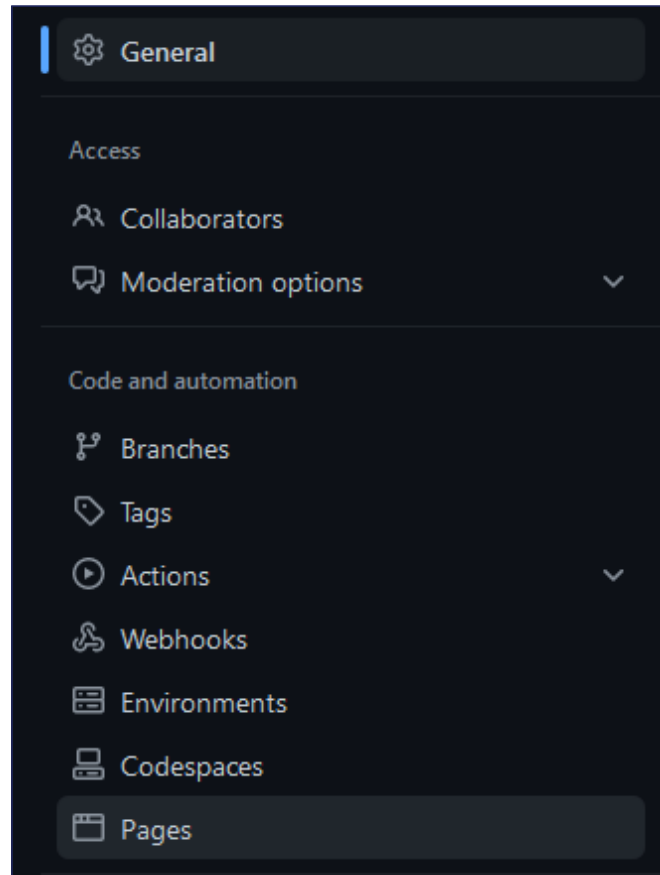 General
Access
Collaborators
Moderation options
Code and automation
Branches
Tags
Actions
Webhooks
Environments
Codespaces
Pages